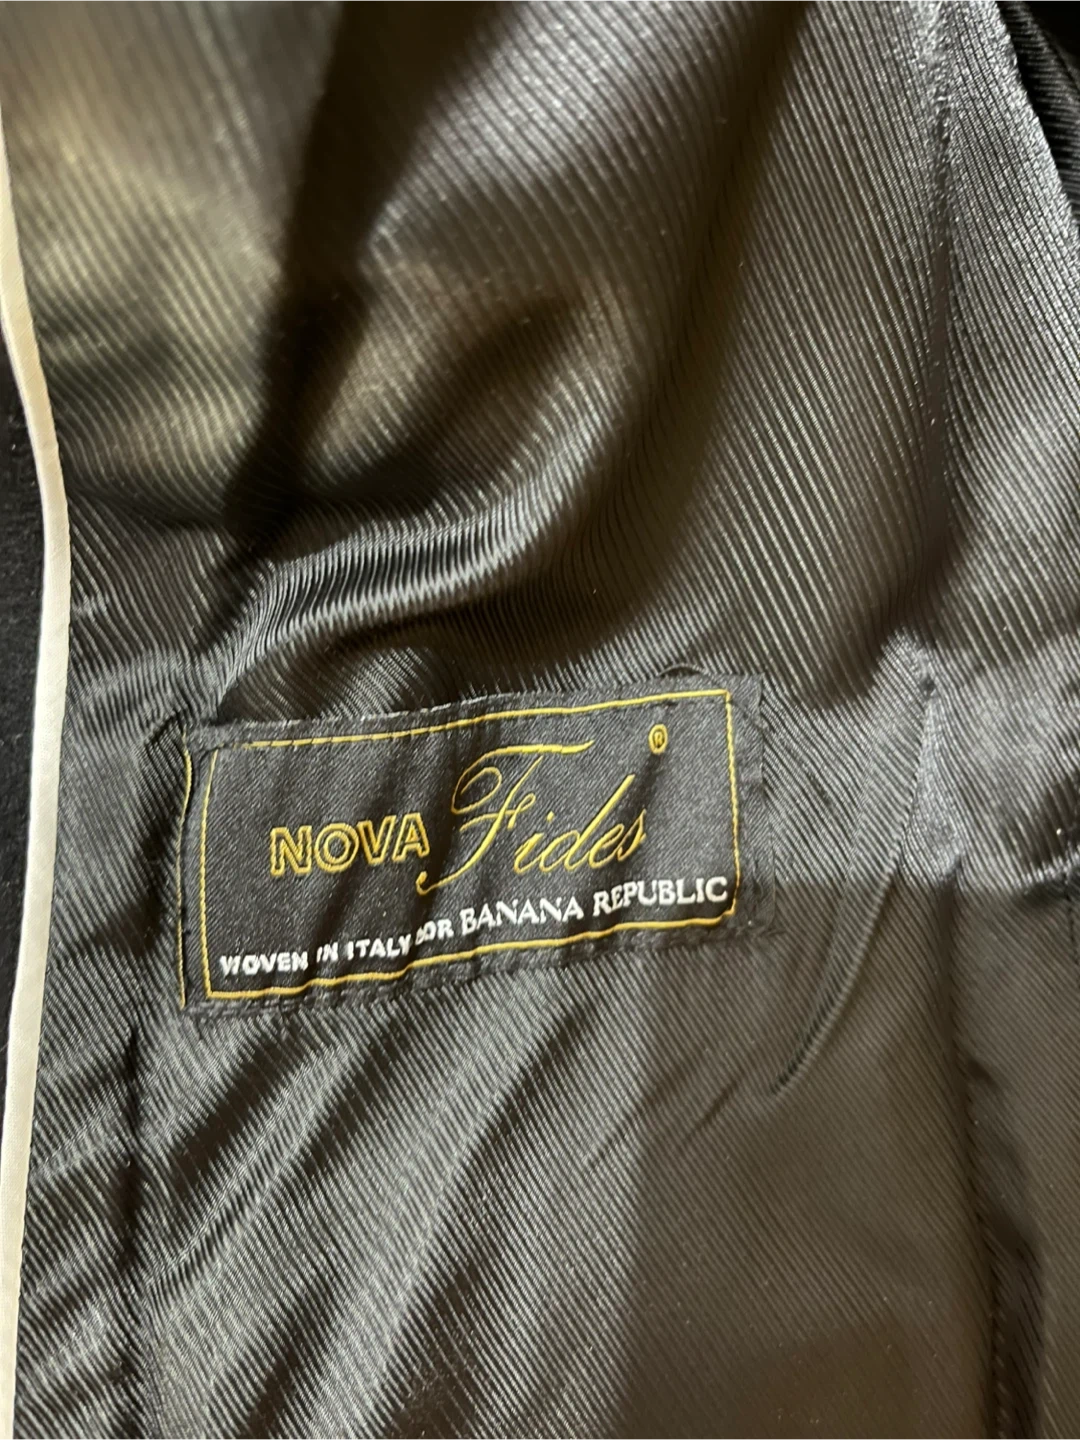 NOVA Fides®
WOVEN IN ITALY FOR BANANA REPUBLIC